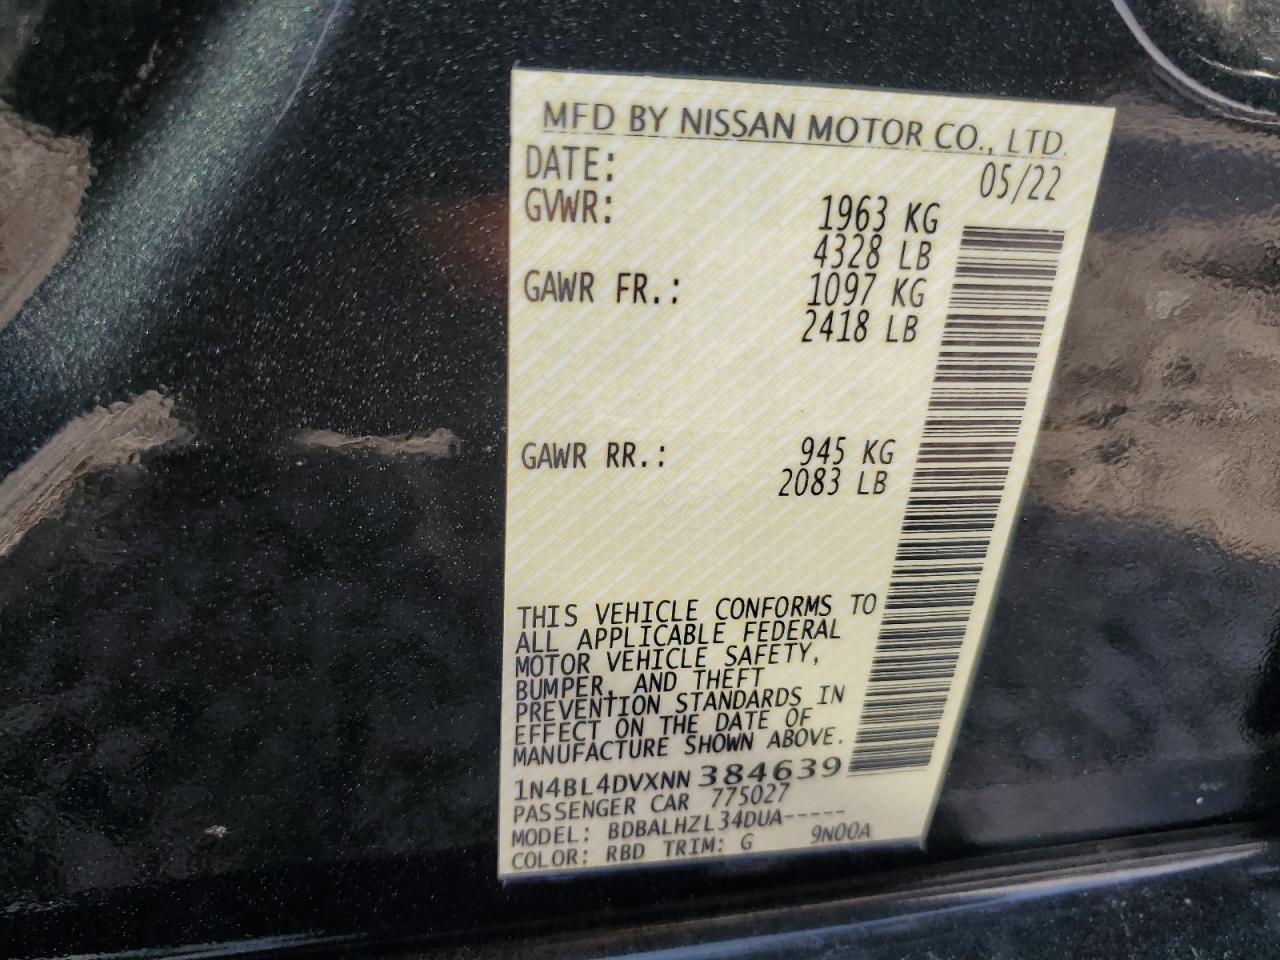 MFD BY NISSAN MOTOR CO., LTD.
DATE: 05/22
GVWR: 1963 KG
4328 LB
GAWR FR.: 1097 KG
2418 LB
GAWR RR.: 945 KG
2083 LB
THIS VEHICLE CONFORMS TO
ALL APPLICABLE FEDERAL
MOTOR VEHICLE SAFETY,
BUMPER, AND THEFT
PREVENTION STANDARDS IN
EFFECT ON THE DATE OF
MANUFACTURE SHOWN ABOVE.
1N4BL4DVXNN384639
PASSENGER CAR 775027
MODEL: BDBALHZL34DUA-----
COLOR: RBD TRIM: G 9N00A